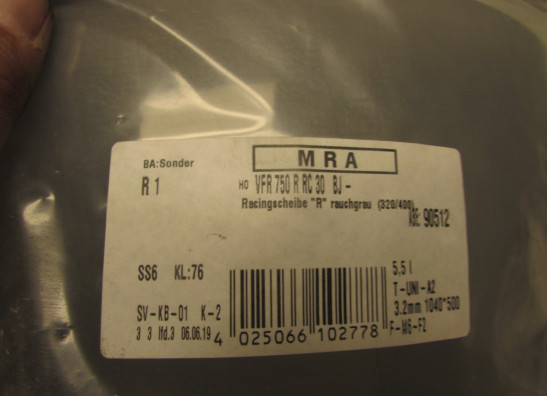 BA:Sonder
MRA
R 1
HO VFR 750 R RC 30 BJ -
Racingscheibe "R" rauchgrau (320/400)
ABE: 90512
SS6 KL:76
5,5 l
T-UNI-A2
SV-KB-01 K-2
3.2mm 1040*500
3 3 lfd.3 06.06.19
4 025066 102778
F-M6-F2